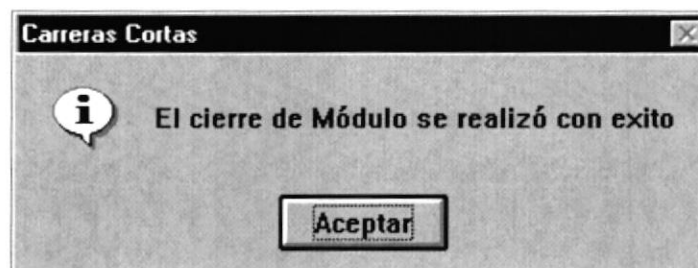 Carreras Cortas
El cierre de Módulo se realizó con exito
Aceptar